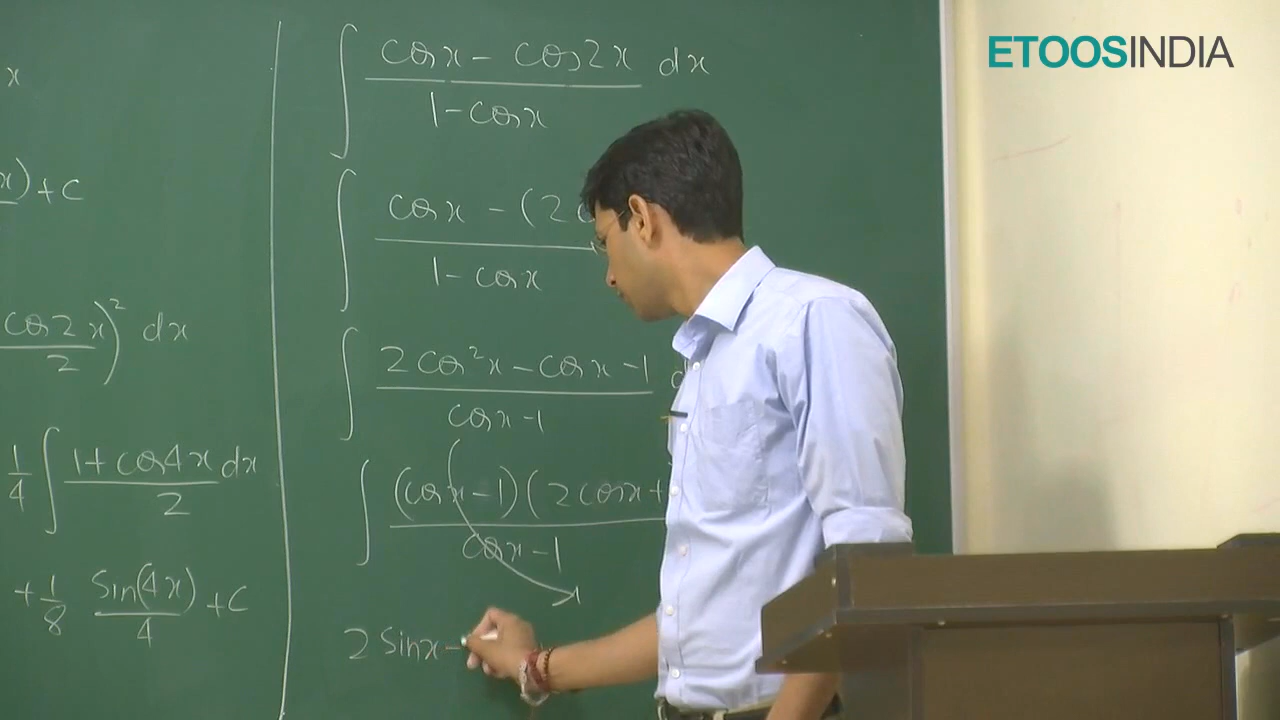 ETOOSINDIA
x
x) + c
cos2x)² dx
2
1/4 ∫ 1 + cos4x dx
2
+ 1/8 sin(4x) + c
4
∫ cosx - cos2x dx
1 - cosx
∫ cosx - (2
1 - cosx
∫ 2cos²x - cosx - 1
cosx - 1
∫ (cosx - 1)(2cosx +
cosx - 1
2 sinx -